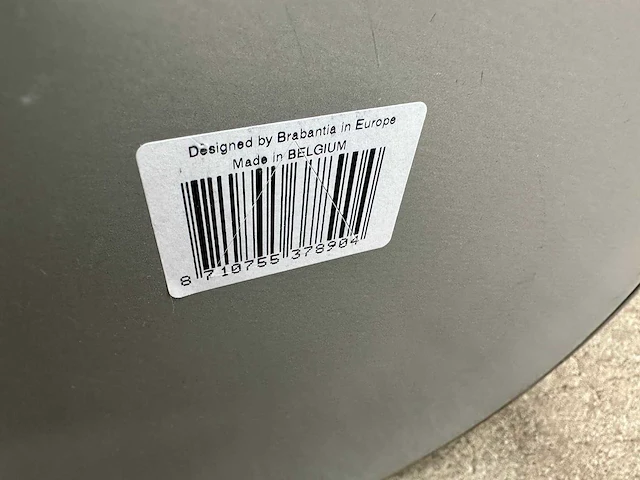 Designed by Brabantia in Europe
Made in BELGIUM
8 710755 378904